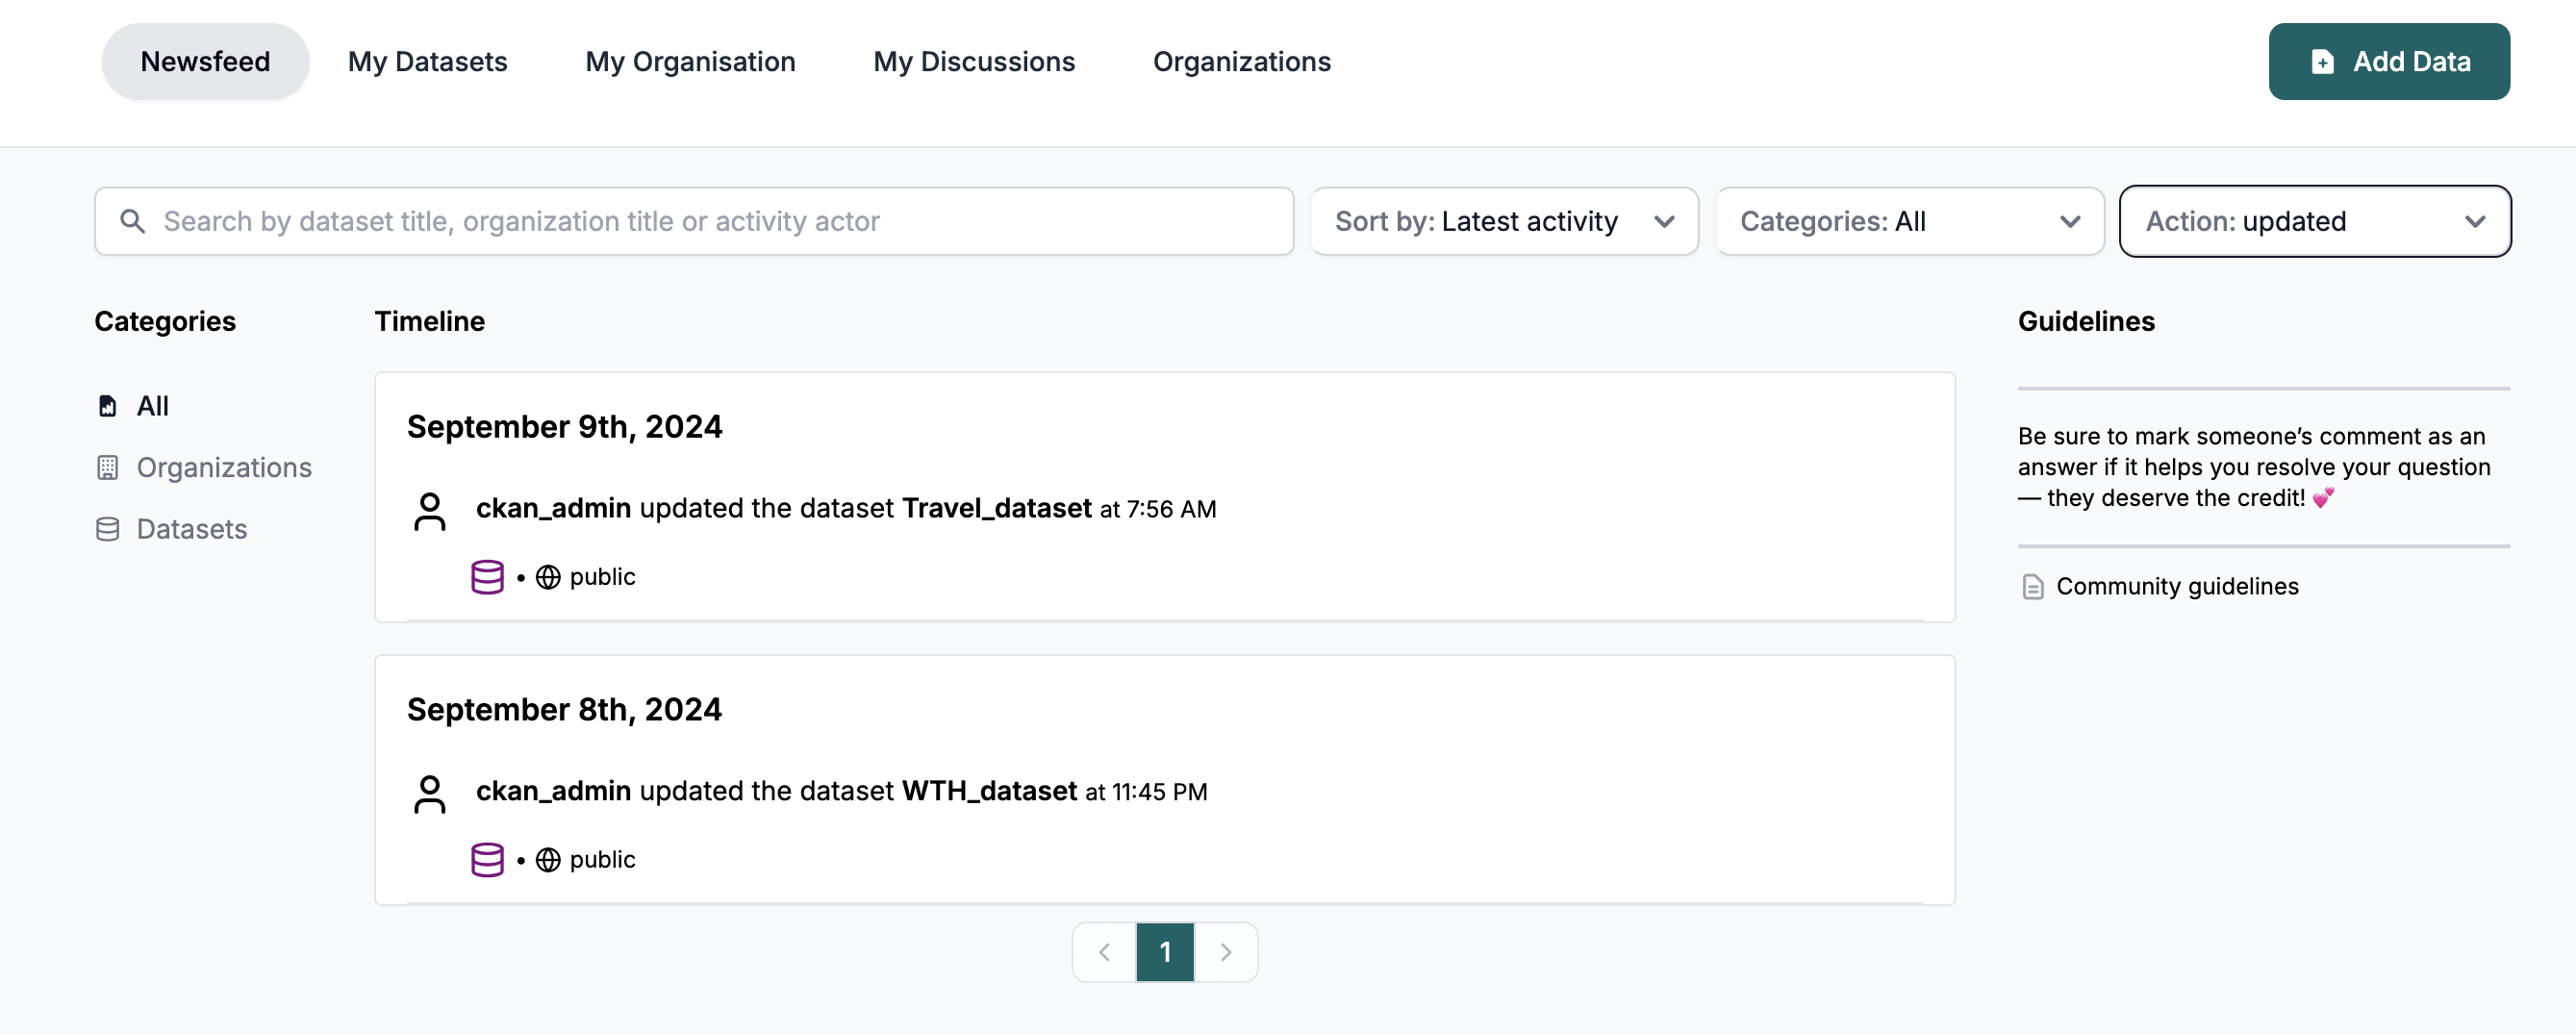 Newsfeed
My Datasets
My Organisation
My Discussions
Organizations
Add Data
Search by dataset title, organization title or activity actor
Sort by: Latest activity
Categories: All
Action: updated
Categories
All
Organizations
Datasets
Timeline
September 9th, 2024
ckan_admin updated the dataset Travel_dataset at 7:56 AM
• public
September 8th, 2024
ckan_admin updated the dataset WTH_dataset at 11:45 PM
• public
1
Guidelines
Be sure to mark someone’s comment as an
answer if it helps you resolve your question
— they deserve the credit! 💕
Community guidelines